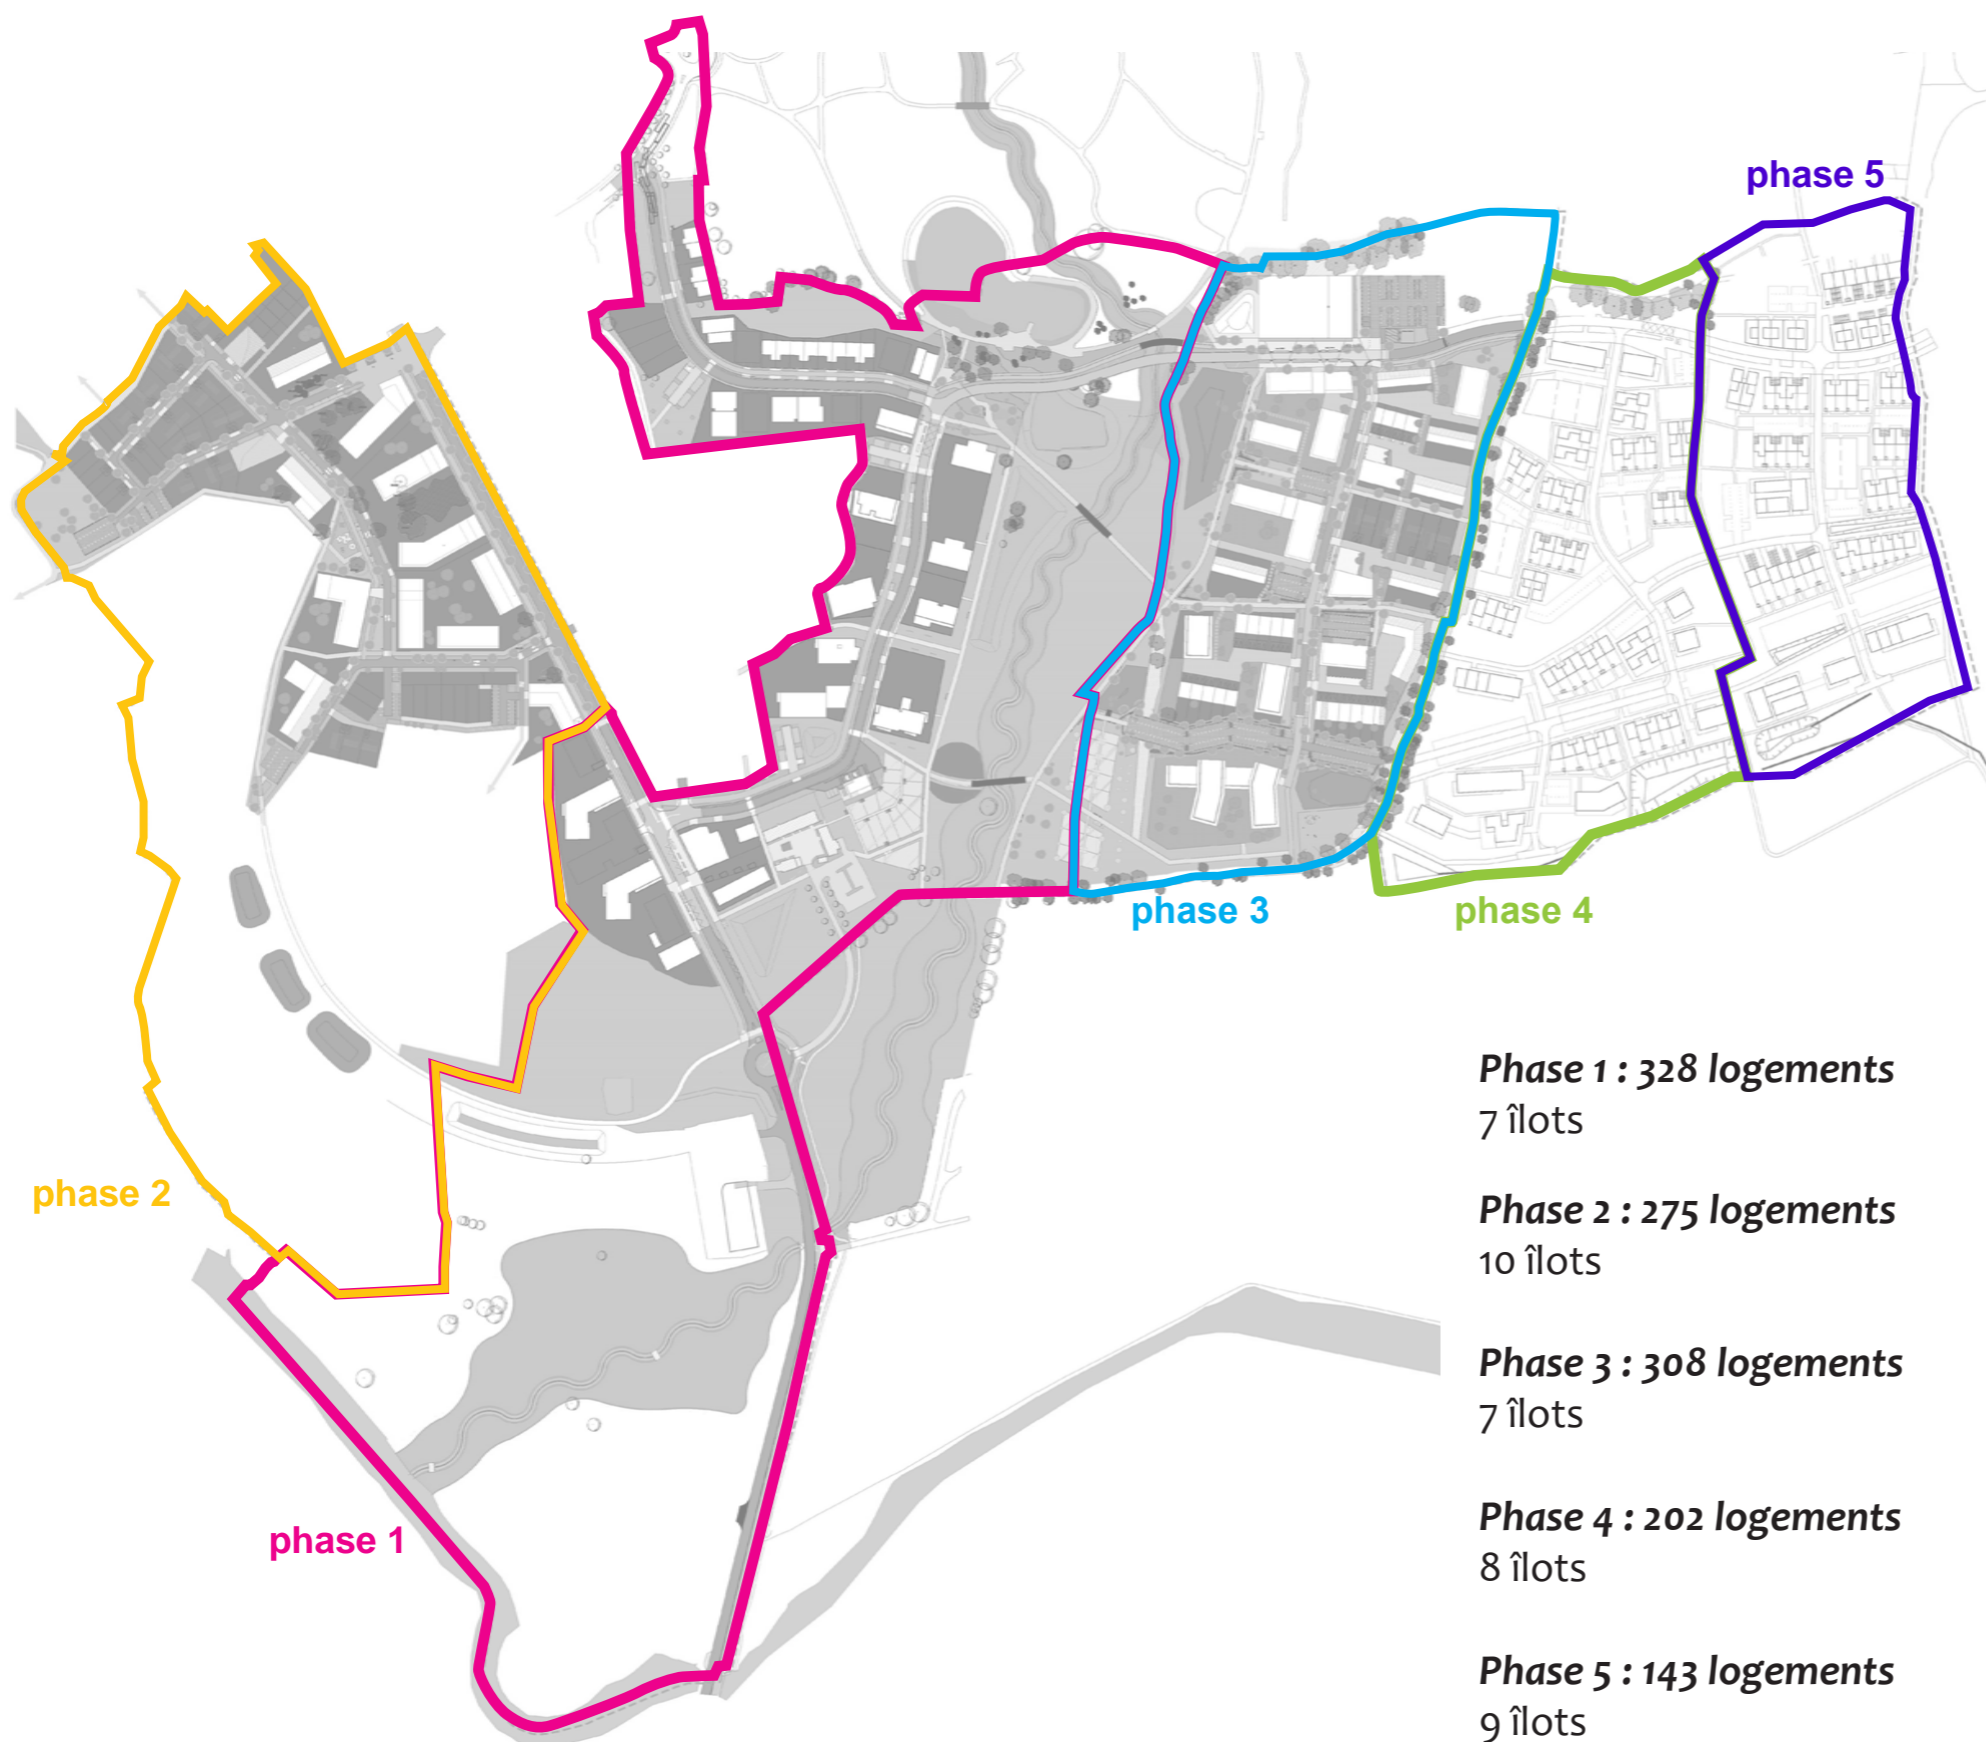 phase 5
phase 3
phase 4
phase 2
phase 1
Phase 1 : 328 logements
7 îlots
Phase 2 : 275 logements
10 îlots
Phase 3 : 308 logements
7 îlots
Phase 4 : 202 logements
8 îlots
Phase 5 : 143 logements
9 îlots